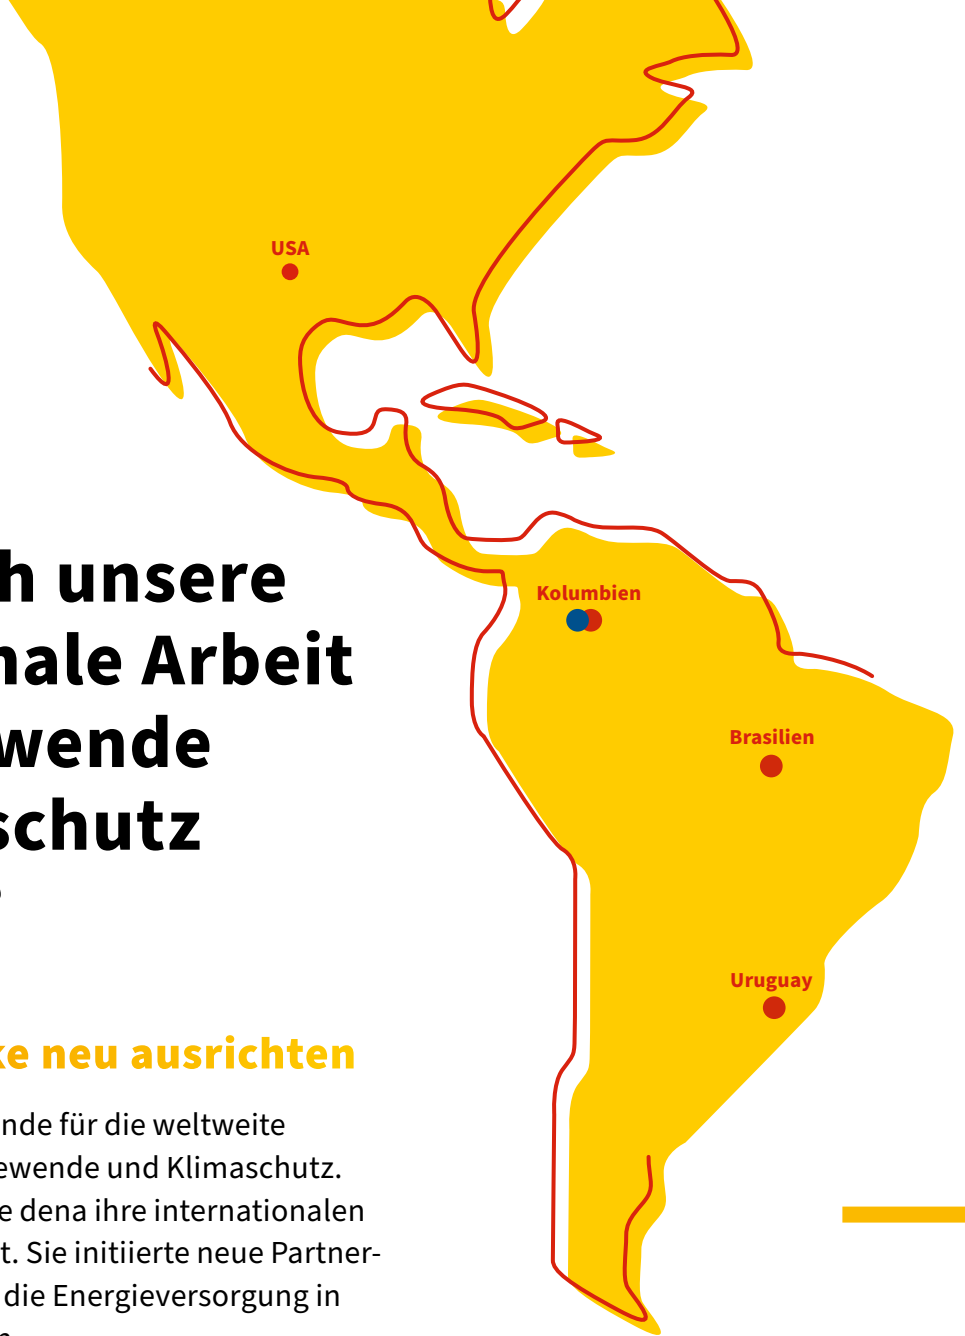 USA
h unsere
nale Arbeit
wende
schutz
Kolumbien
Brasilien
Uruguay
ke neu ausrichten
nde für die weltweite
ewende und Klimaschutz.
e dena ihre internationalen
t. Sie initiierte neue Partner-
die Energieversorgung in